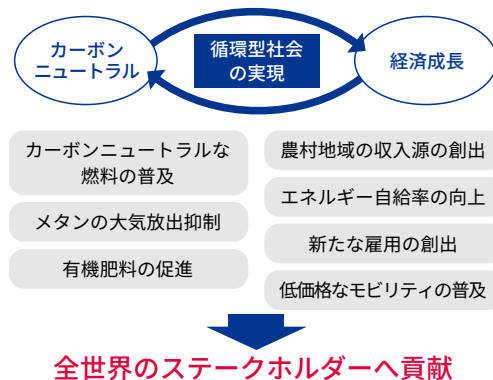 カーボン
ニュートラル
循環型社会
の実現
経済成長
カーボンニュートラルな
燃料の普及
メタンの大気放出抑制
有機肥料の促進
農村地域の収入源の創出
エネルギー自給率の向上
新たな雇用の創出
低価格なモビリティの普及
全世界のステークホルダーへ貢献